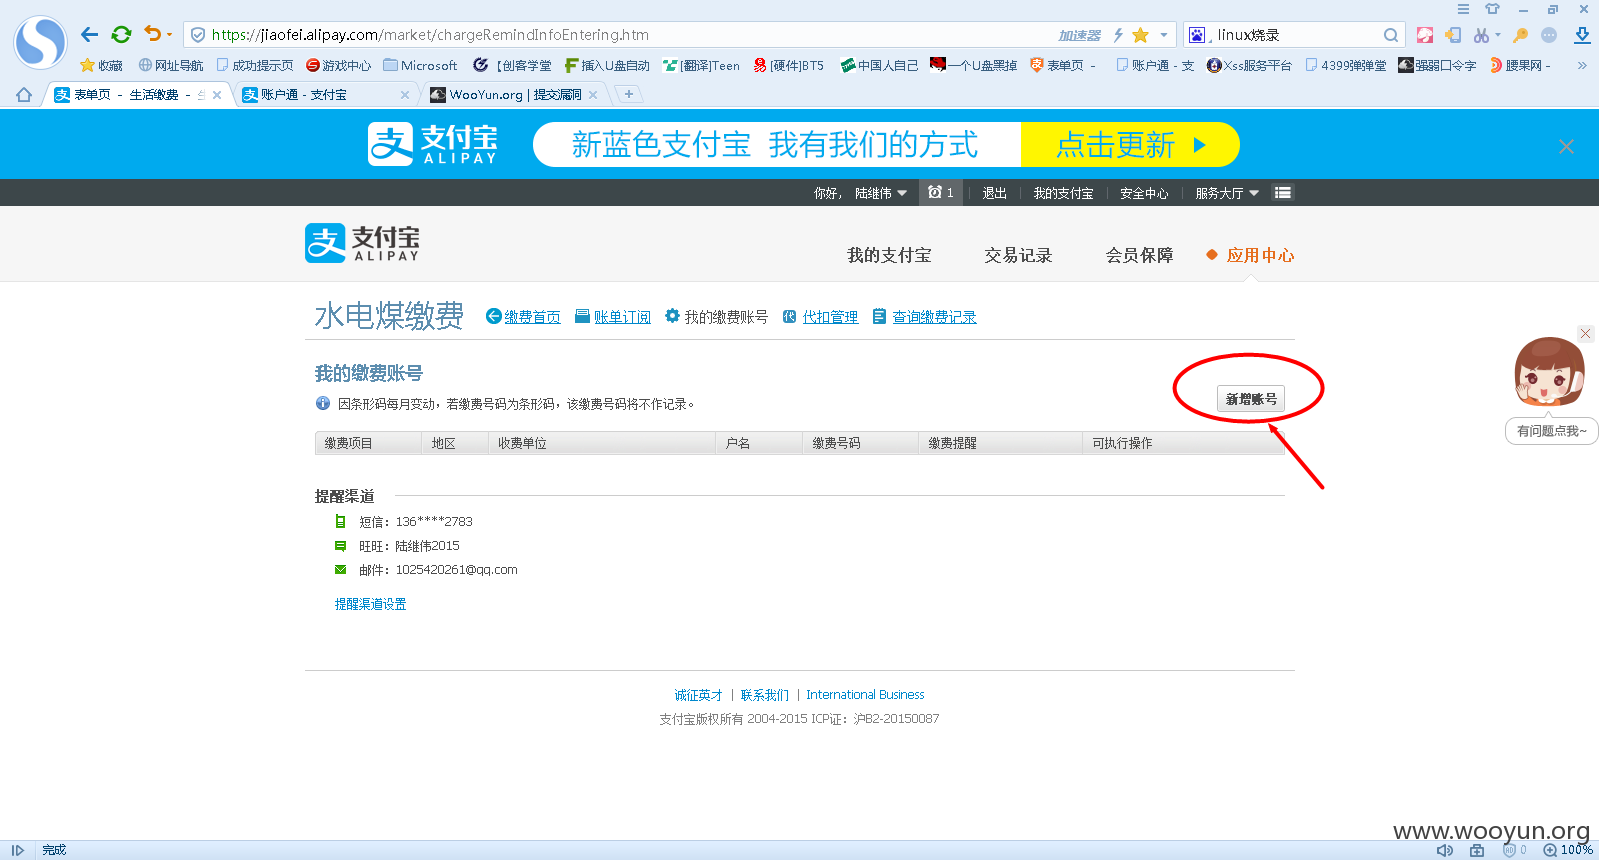 https://jiaofei.alipay.com/market/chargeRemindInfoEntering.htm
加速器
linux烧录
收藏 网址导航 成功提示页 游戏中心 Microsoft 【创客学堂 插入U盘自动 [翻译]Teen [硬件]BT5 中国人自己 一个U盘黑掉 表单页 - 账户通 - 支 Xss服务平台 4399弹弹堂 强弱口令字 腰果网 - »
表单页 - 生活缴费 - 账户通 - 支付宝 WooYun.org | 提交漏洞
支付宝
ALIPAY
新蓝色支付宝 我有我们的方式 点击更新
你好， 陆继伟 1 退出 我的支付宝 安全中心 服务大厅
支付宝
ALIPAY
我的支付宝 交易记录 会员保障 应用中心
水电煤缴费 缴费首页 账单订阅 我的缴费账号 代扣管理 查询缴费记录
我的缴费账号
因条形码每月变动，若缴费号码为条形码，该缴费号码将不作记录。
新增账号
有问题点我~
缴费项目 地区 收费单位 户名 缴费号码 缴费提醒 可执行操作
提醒渠道
短信：136****2783
旺旺：陆继伟2015
邮件：1025420261@qq.com
提醒渠道设置
诚征英才 | 联系我们 | International Business
支付宝版权所有 2004-2015 ICP证：沪B2-20150087
www.wooyun.org
完成
0
100%